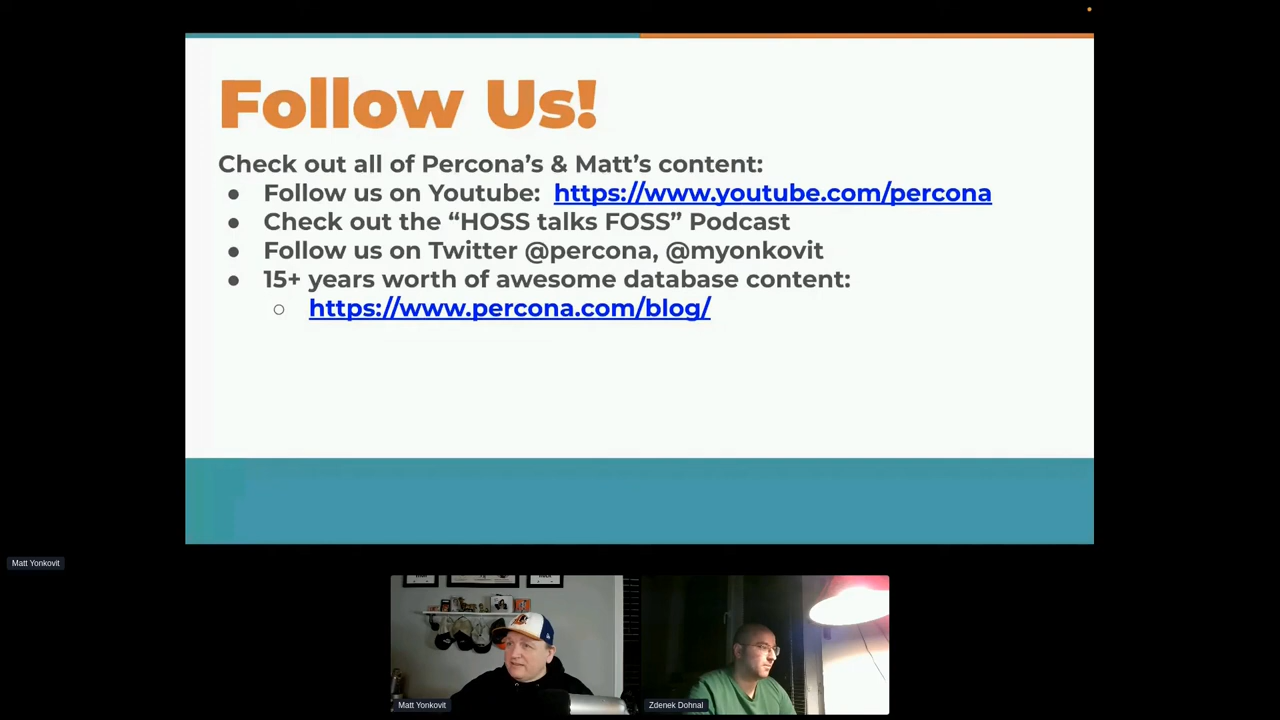 Follow Us!
Check out all of Percona’s & Matt’s content:
● Follow us on Youtube: https://www.youtube.com/percona
● Check out the “HOSS talks FOSS” Podcast
● Follow us on Twitter @percona, @myonkovit
● 15+ years worth of awesome database content:
○ https://www.percona.com/blog/
Matt Yonkovit
Matt Yonkovit
Zdenek Dohnal